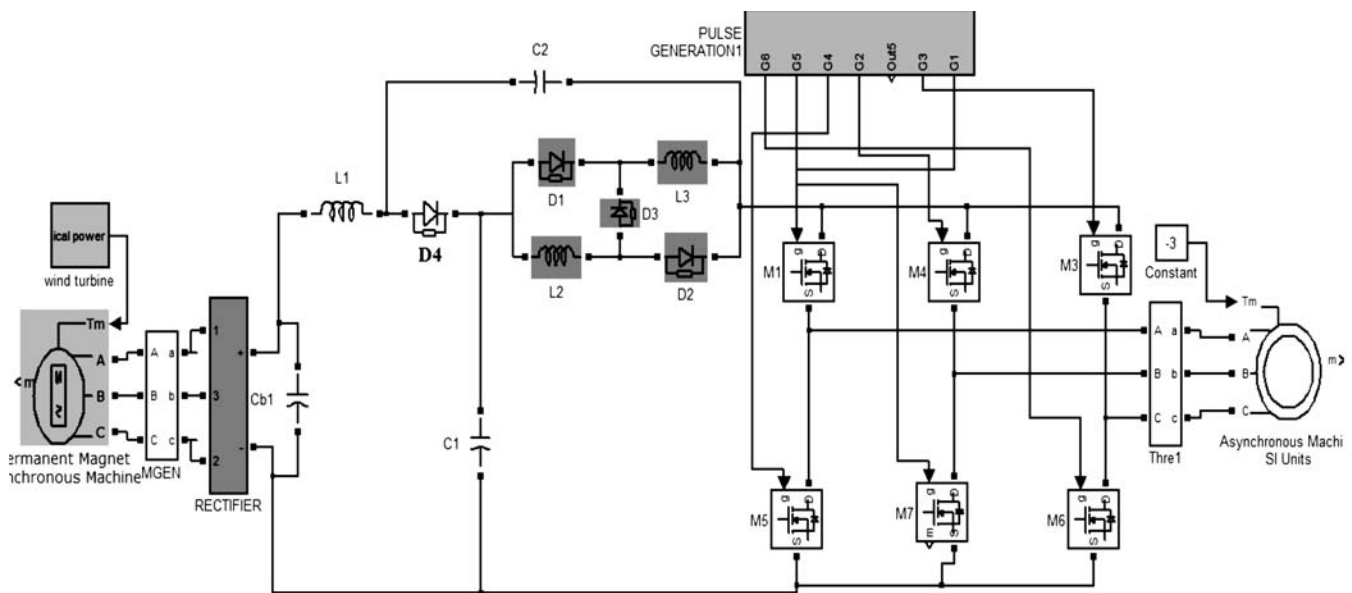 PULSE
GENERATION1
G6
G5
G4
G2
Out5
G3
G1
C2
L1
D4
D1
L3
D3
L2
D2
ical power
wind turbine
Tm
A
B
C
m
ermanent Magnet
nchronous Machine
A a
B b
C c
MGEN
1
3
2
+
-
RECTIFIER
Cb1
C1
M1
g
S
M4
g
S
M3
g
S
M5
g
S
M7
g
m
S
M6
g
S
-3
Constant
A a
B b
C c
Thre1
Tm
A
B
C
m
Asynchronous Machi
SI Units